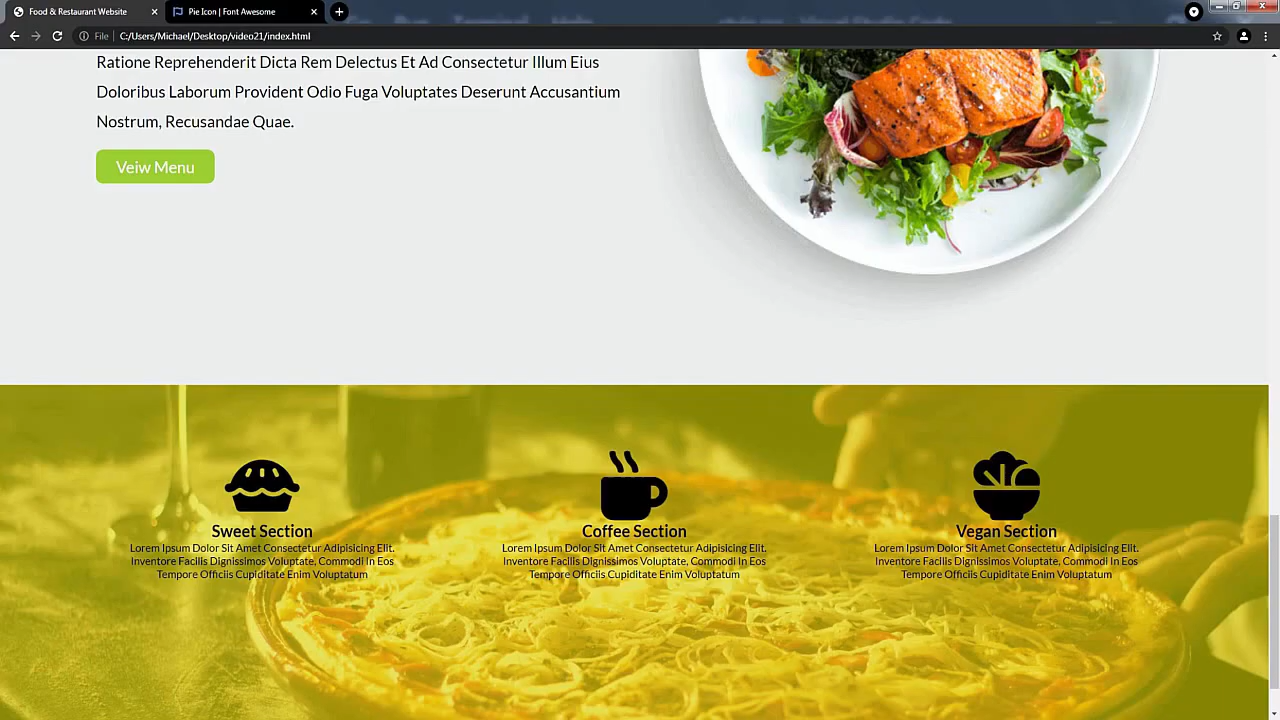 Food & Restaurant Website
Pie Icon | Font Awesome
File
C:/Users/Michael/Desktop/video21/index.html
Ratione Reprehenderit Dicta Rem Delectus Et Ad Consectetur Illum Eius
Doloribus Laborum Provident Odio Fuga Voluptates Deserunt Accusantium
Nostrum, Recusandae Quae.
Veiw Menu
Sweet Section
Lorem Ipsum Dolor Sit Amet Consectetur Adipisicing Elit.
Inventore Facilis Dignissimos Voluptate, Commodi In Eos
Tempore Officiis Cupiditate Enim Voluptatum
Coffee Section
Lorem Ipsum Dolor Sit Amet Consectetur Adipisicing Elit.
Inventore Facilis Dignissimos Voluptate, Commodi In Eos
Tempore Officiis Cupiditate Enim Voluptatum
Vegan Section
Lorem Ipsum Dolor Sit Amet Consectetur Adipisicing Elit.
Inventore Facilis Dignissimos Voluptate, Commodi In Eos
Tempore Officiis Cupiditate Enim Voluptatum